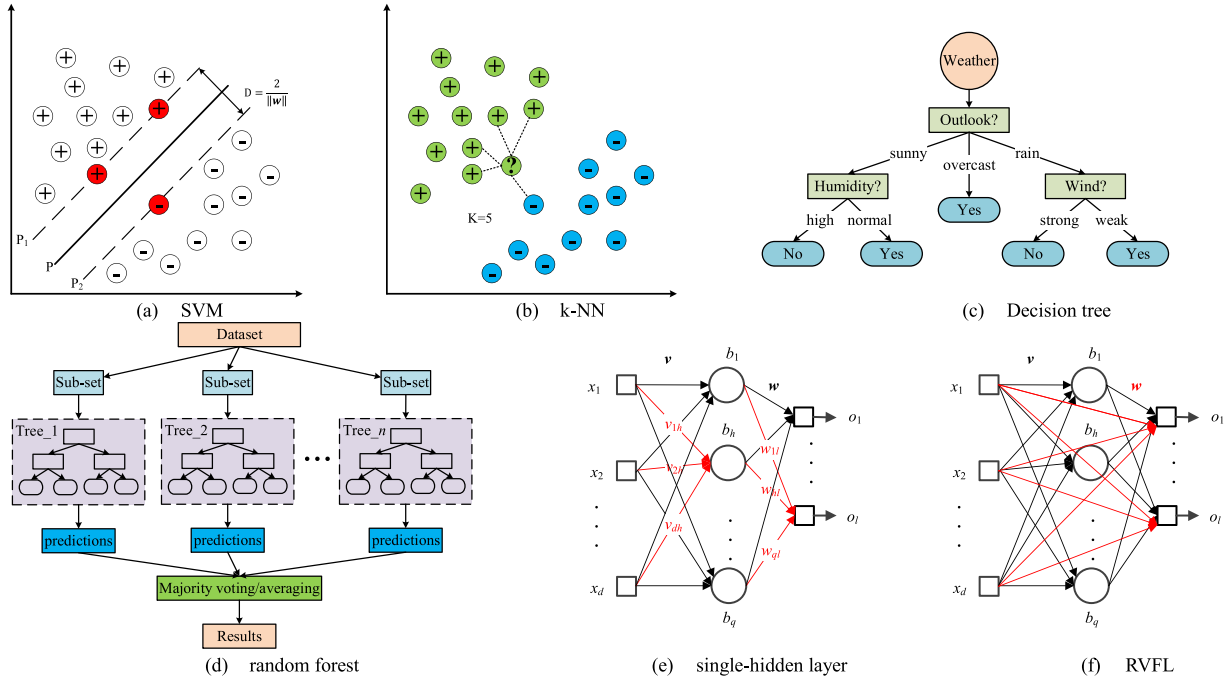 D = 2 / ||w||
+ + + + + + + + + + +
- - - - - - - - - -
P1
P
P2
(a) SVM
+ + + + + + + + + + +
?
- - - - - - - - - -
K=5
(b) k-NN
Weather
Outlook?
sunny overcast rain
Humidity? Wind?
Yes
high normal strong weak
No Yes No Yes
(c) Decision tree
Dataset
Sub-set Sub-set Sub-set
Tree_1 Tree_2 Tree_n
predictions predictions predictions
Majority voting/averaging
Results
(d) random forest
v b1 w
x1 o1
v1h bh w1l
x2 v2h whl ol
vdh wql
xd
bq
(e) single-hidden layer
v b1 w
x1 o1
bh
x2 ol
xd
bq
(f) RVFL